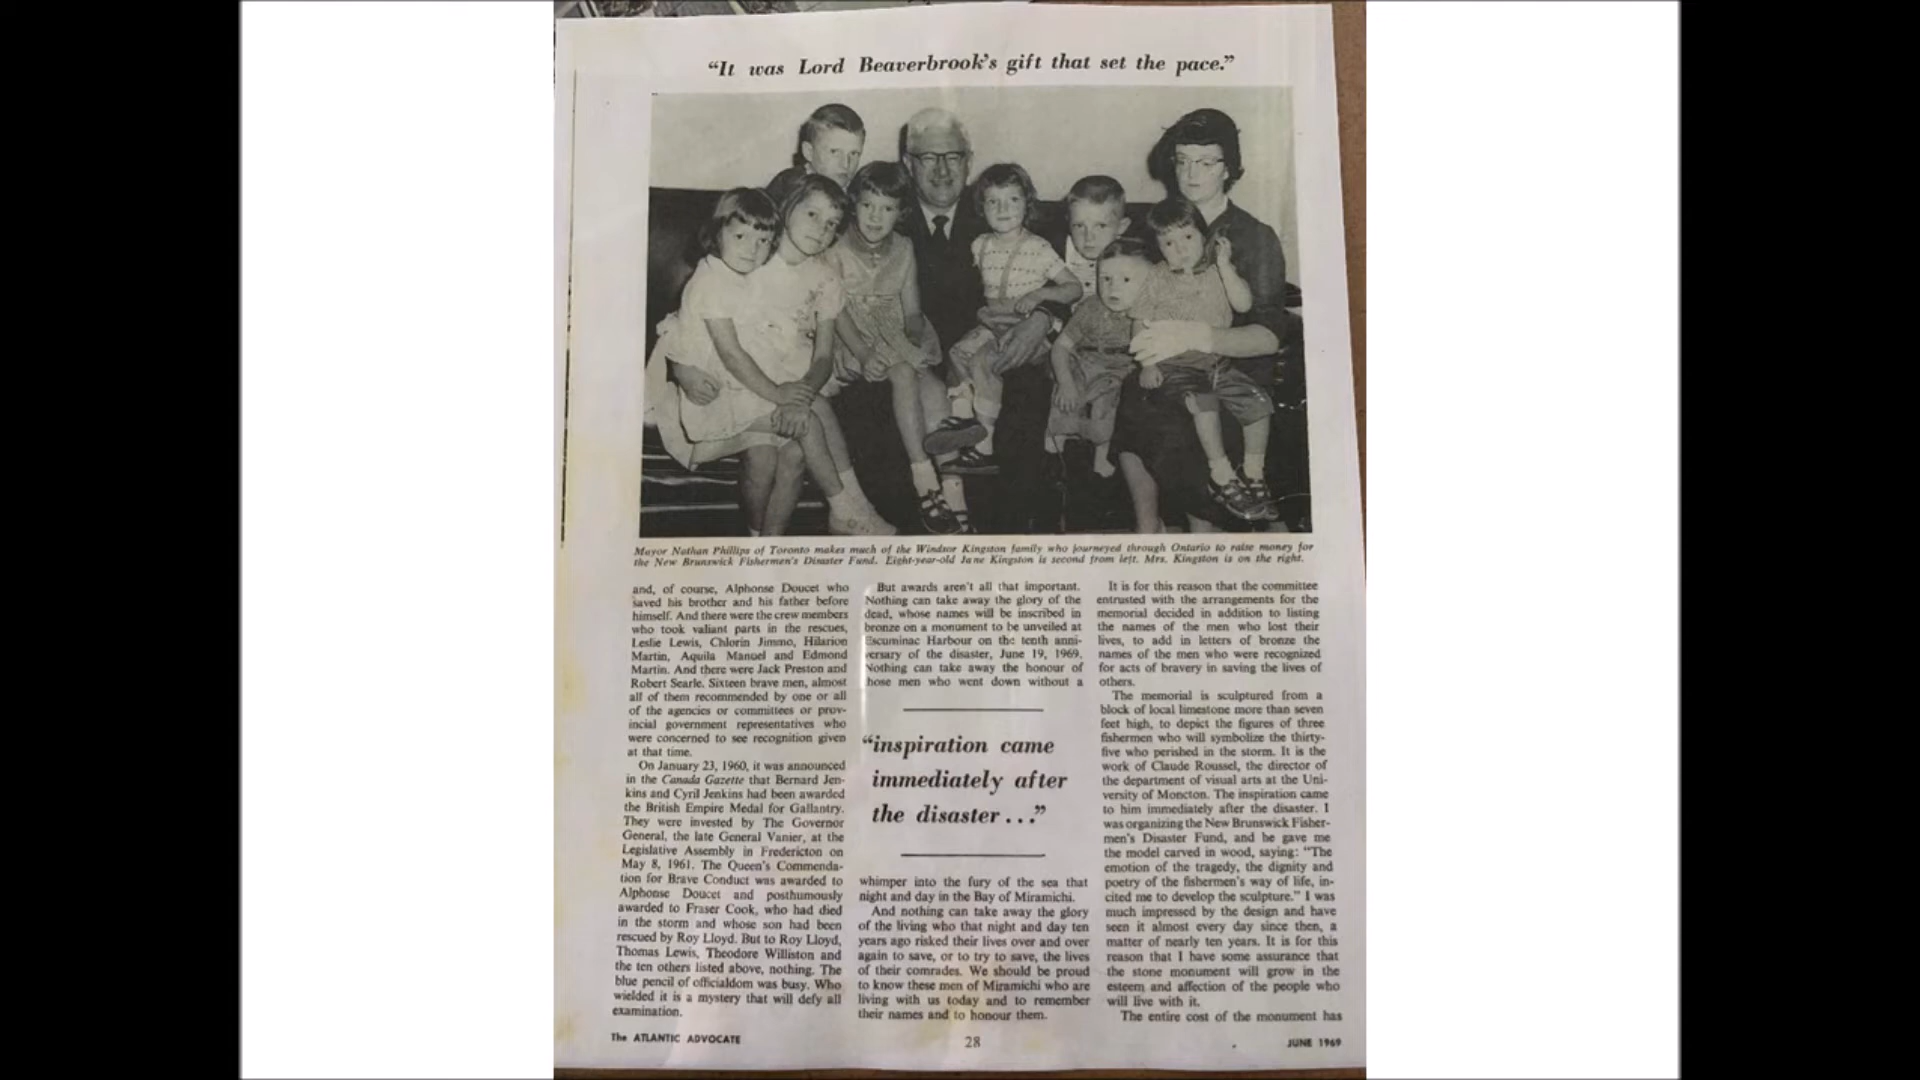 “It was Lord Beaverbrook's gift that set the pace.”
Mayor Nathan Phillips of Toronto makes much of the Windsor Kingston family who journeyed through Ontario to raise money for
the New Brunswick Fishermen's Disaster Fund. Eight-year-old Jane Kingston is second from left. Mrs. Kingston is on the right.
and, of course, Alphonse Doucet who
saved his brother and his father before
himself. And there were the crew members
who took valiant parts in the rescues,
Leslie Lewis, Chlorin Jimmo, Hilarion
Martin, Aquila Manuel and Edmond
Martin. And there were Jack Preston and
Robert Searle. Sixteen brave men, almost
all of them recommended by one or all
of the agencies or committees or prov-
incial government representatives who
were concerned to see recognition given
at that time.
On January 23, 1960, it was announced
in the Canada Gazette that Bernard Jen-
kins and Cyril Jenkins had been awarded
the British Empire Medal for Gallantry.
They were invested by The Governor
General, the late General Vanier, at the
Legislative Assembly in Fredericton on
May 8, 1961. The Queen's Commenda-
tion for Brave Conduct was awarded to
Alphonse Doucet and posthumously
awarded to Fraser Cook, who had died
in the storm and whose son had been
rescued by Roy Lloyd. But to Roy Lloyd,
Thomas Lewis, Theodore Williston and
the ten others listed above, nothing. The
blue pencil of officialdom was busy. Who
wielded it is a mystery that will defy all
examination.
But awards aren't all that important.
Nothing can take away the glory of the
dead, whose names will be inscribed in
bronze on a monument to be unveiled at
Escuminac Harbour on the tenth anni-
versary of the disaster, June 19, 1969.
Nothing can take away the honour of
hose men who went down without a
“inspiration came
immediately after
the disaster . . .”
whimper into the fury of the sea that
night and day in the Bay of Miramichi.
And nothing can take away the glory
of the living who that night and day ten
years ago risked their lives over and over
again to save, or to try to save, the lives
of their comrades. We should be proud
to know these men of Miramichi who are
living with us today and to remember
their names and to honour them.
It is for this reason that the committee
entrusted with the arrangements for the
memorial decided in addition to listing
the names of the men who lost their
lives, to add in letters of bronze the
names of the men who were recognized
for acts of bravery in saving the lives of
others.
The memorial is sculptured from a
block of local limestone more than seven
feet high, to depict the figures of three
fishermen who will symbolize the thirty-
five who perished in the storm. It is the
work of Claude Roussel, the director of
the department of visual arts at the Uni-
versity of Moncton. The inspiration came
to him immediately after the disaster. I
was organizing the New Brunswick Fisher-
men's Disaster Fund, and he gave me
the model carved in wood, saying: “The
emotion of the tragedy, the dignity and
poetry of the fishermen's way of life, in-
cited me to develop the sculpture.” I was
much impressed by the design and have
seen it almost every day since then, a
matter of nearly ten years. It is for this
reason that I have some assurance that
the stone monument will grow in the
esteem and affection of the people who
will live with it.
The entire cost of the monument has
The ATLANTIC ADVOCATE
28
JUNE 1969